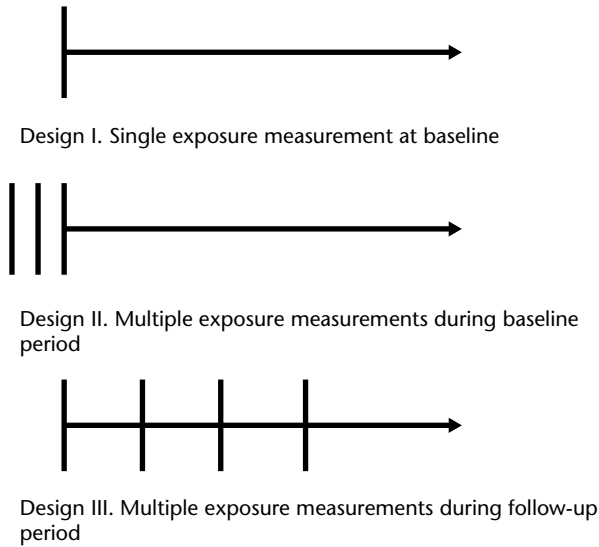 Design I. Single exposure measurement at baseline
Design II. Multiple exposure measurements during baseline
period
Design III. Multiple exposure measurements during follow-up
period